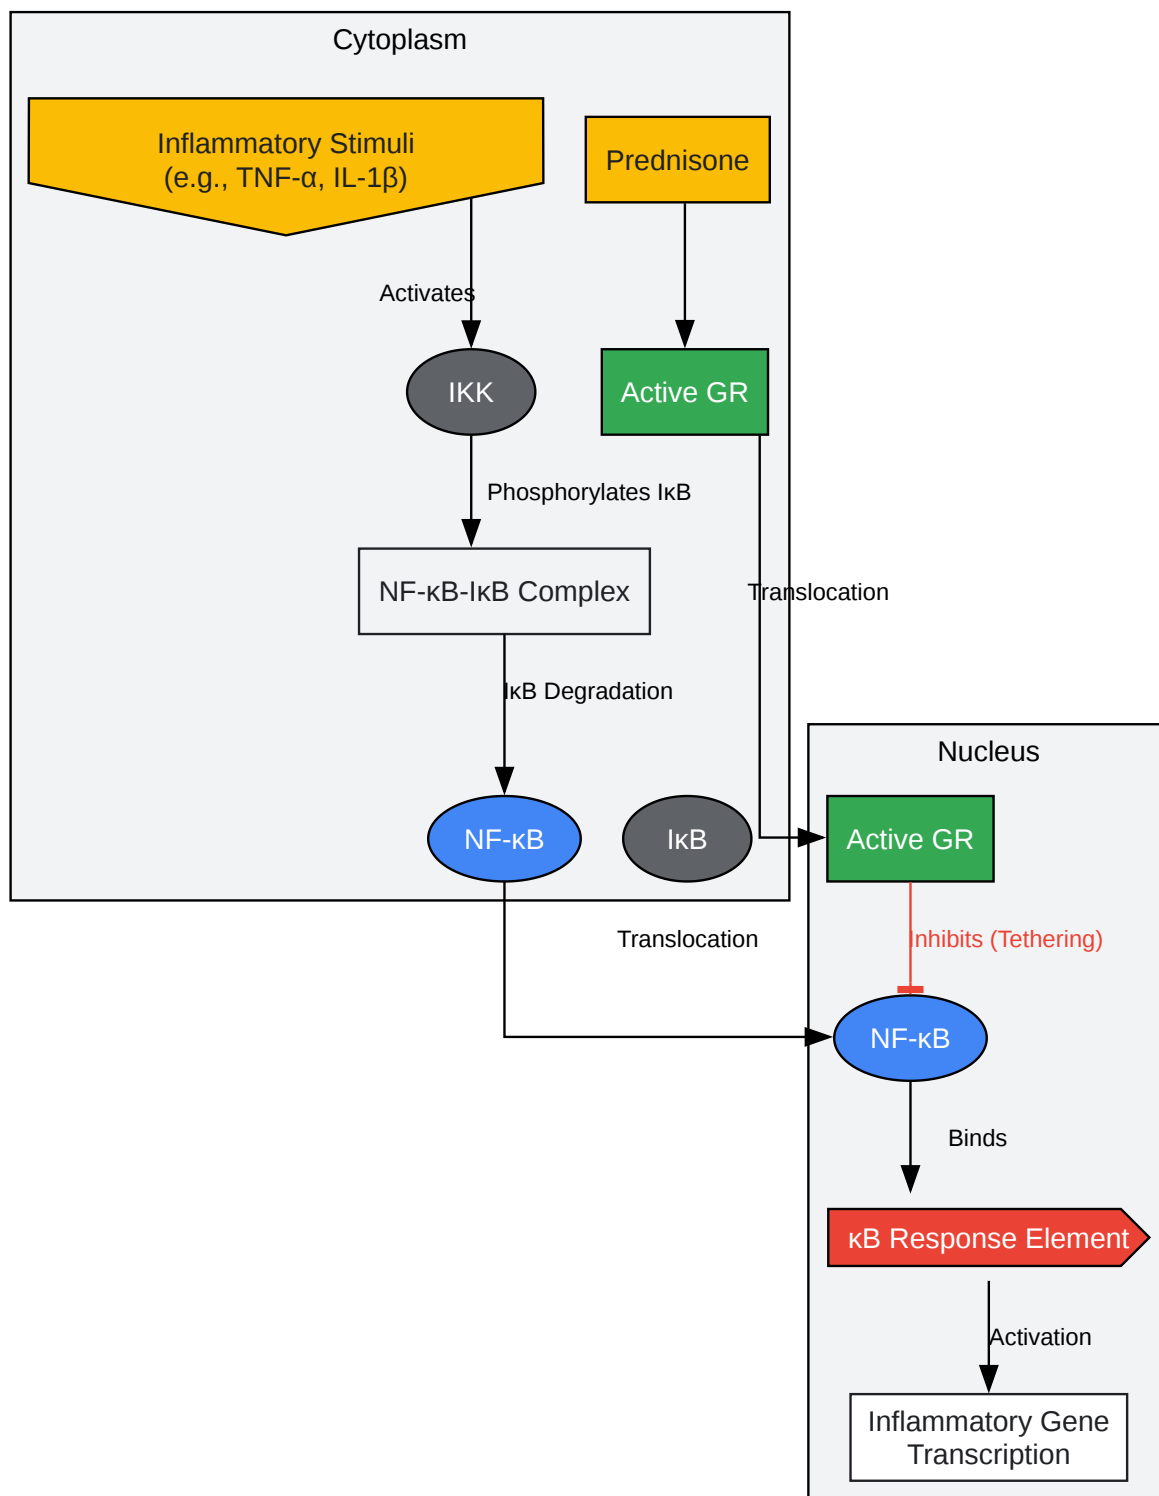 Cytoplasm
Inflammatory Stimuli
(e.g., TNF-α, IL-1β)
Prednisone
Activates
IKK
Active GR
Phosphorylates IκB
NF-κB-IκB Complex
Translocation
IκB Degradation
Nucleus
NF-κB
IκB
Active GR
Translocation
Inhibits (Tethering)
NF-κB
Binds
κB Response Element
Activation
Inflammatory Gene
Transcription